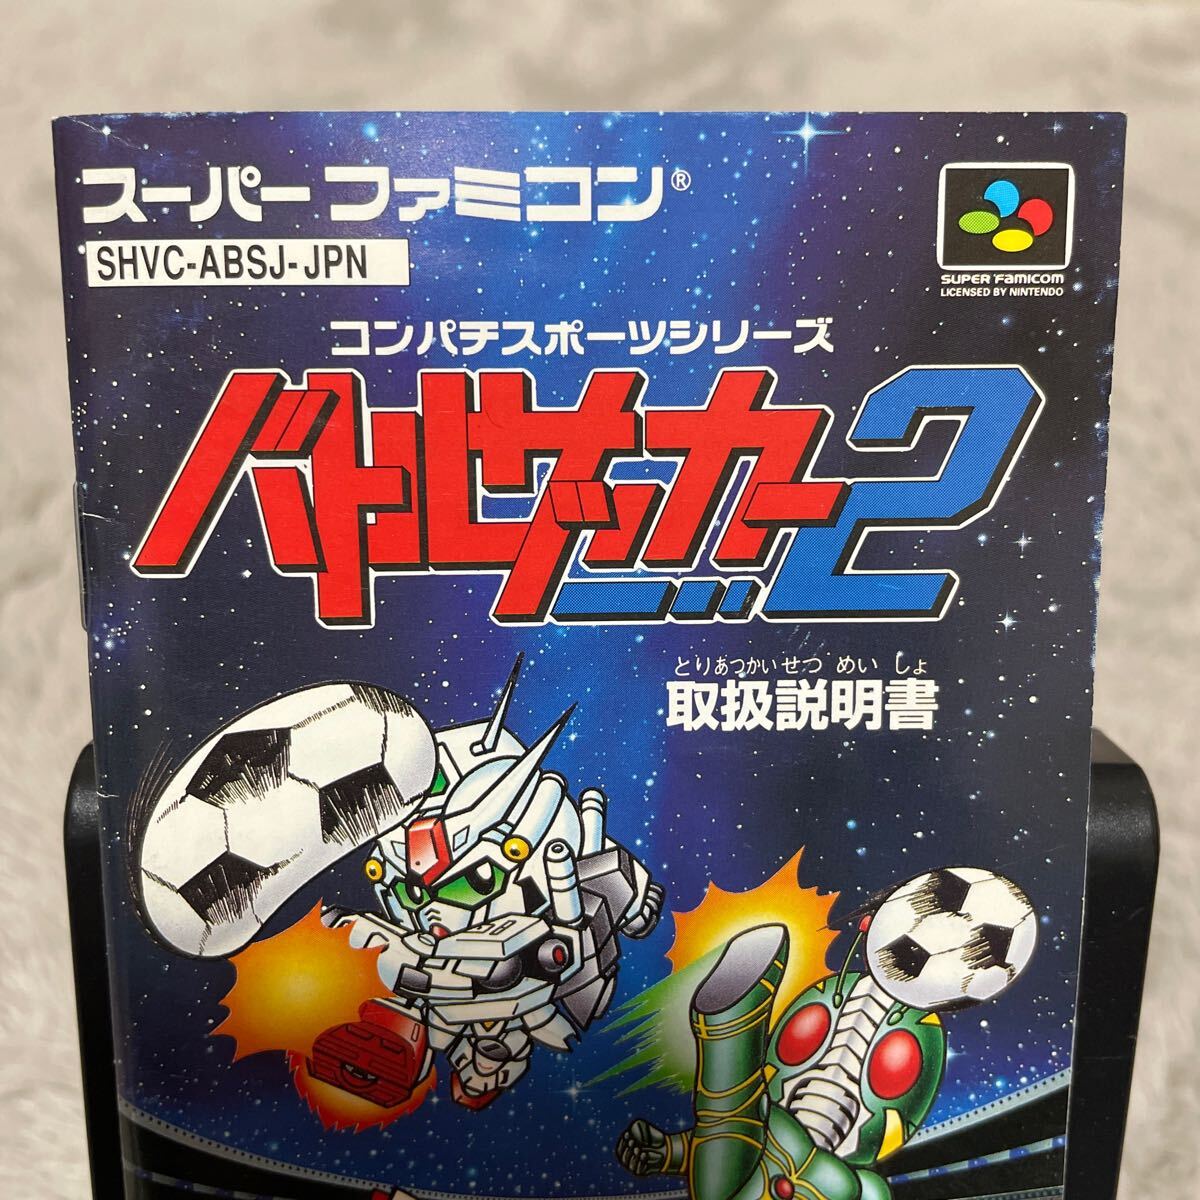 スーパーファミコン®
SHVC-ABSJ-JPN
SUPER FAMICOM
LICENSED BY NINTENDO
コンパチスポーツシリーズ
バトルサッカー2
とりあつかいせつめいしょ
取扱説明書